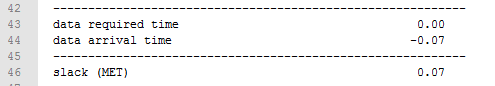 42 --------------------------------------------------------------------------
43 data required time 0.00
44 data arrival time -0.07
45 --------------------------------------------------------------------------
46 slack (MET) 0.07